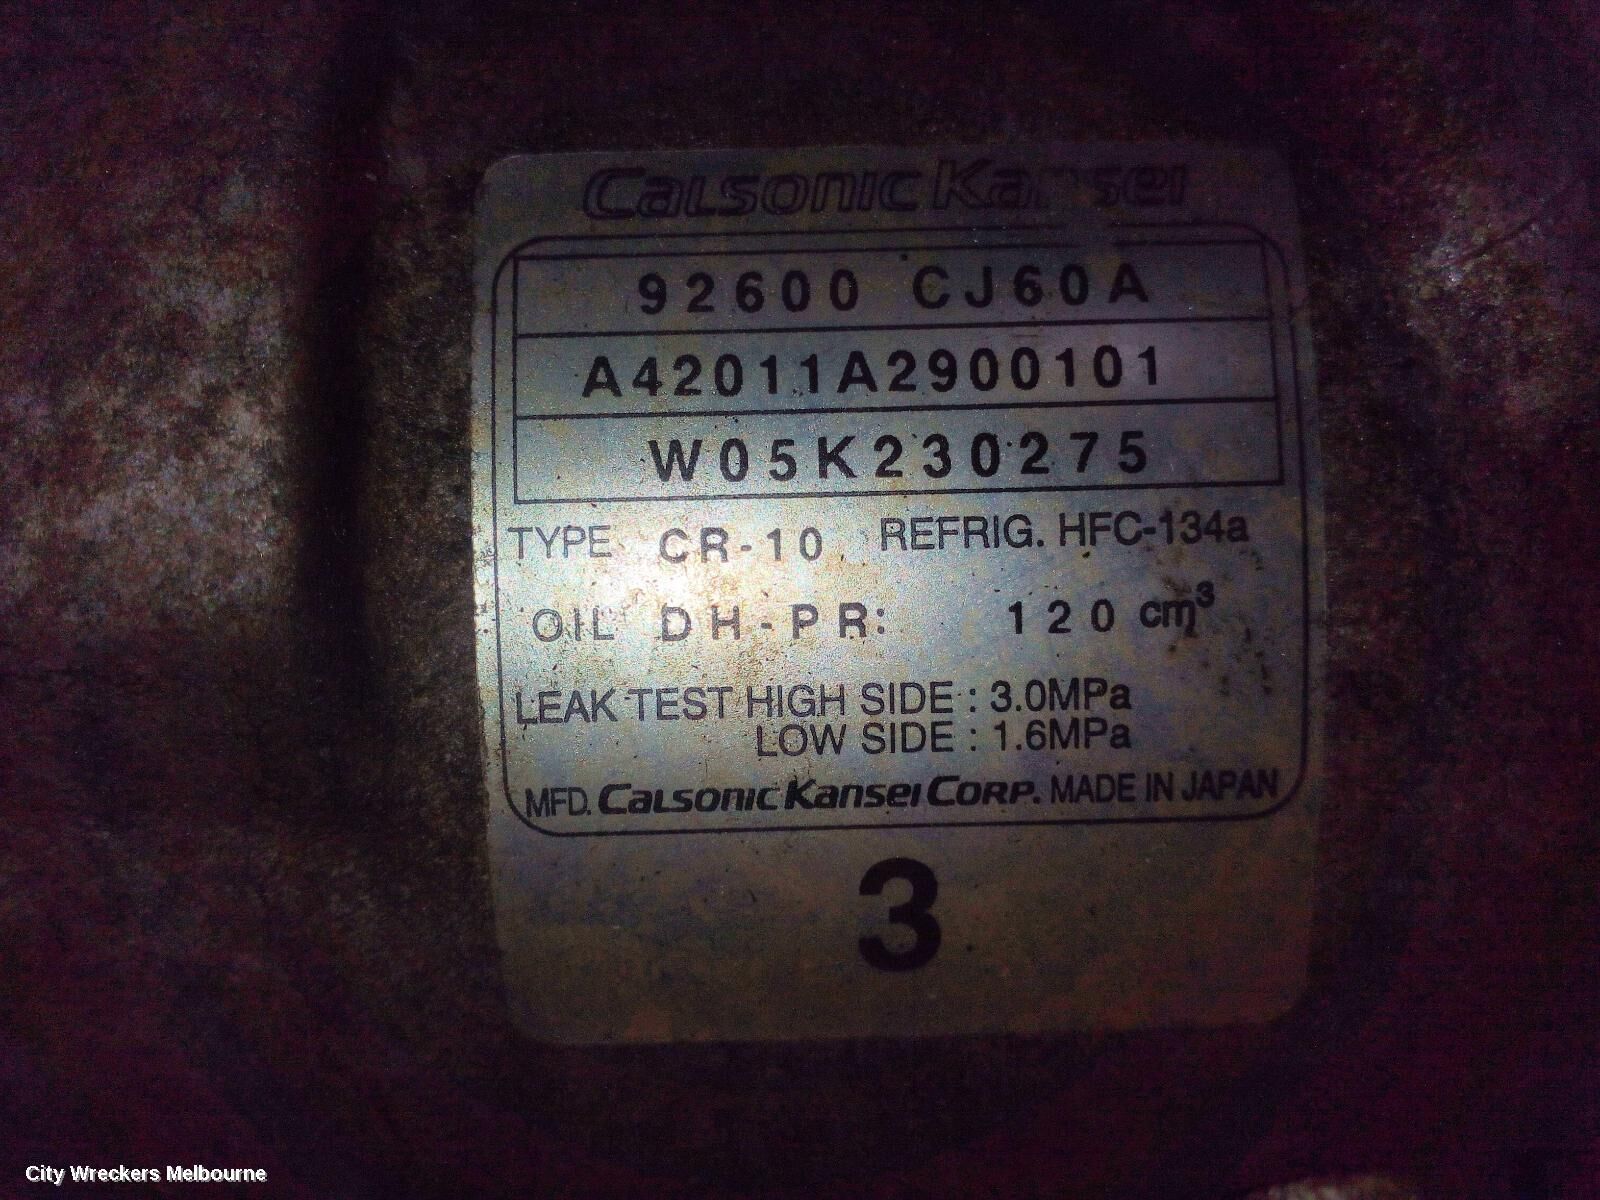 Calsonic Kansei
92600 CJ60A
A42011A2900101
W05K230275
TYPE CR-10 REFRIG. HFC-134a
OIL DH-PR: 120 cm³
LEAK TEST HIGH SIDE : 3.0MPa
LOW SIDE : 1.6MPa
MFD. Calsonic Kansei Corp. MADE IN JAPAN
3
City Wreckers Melbourne